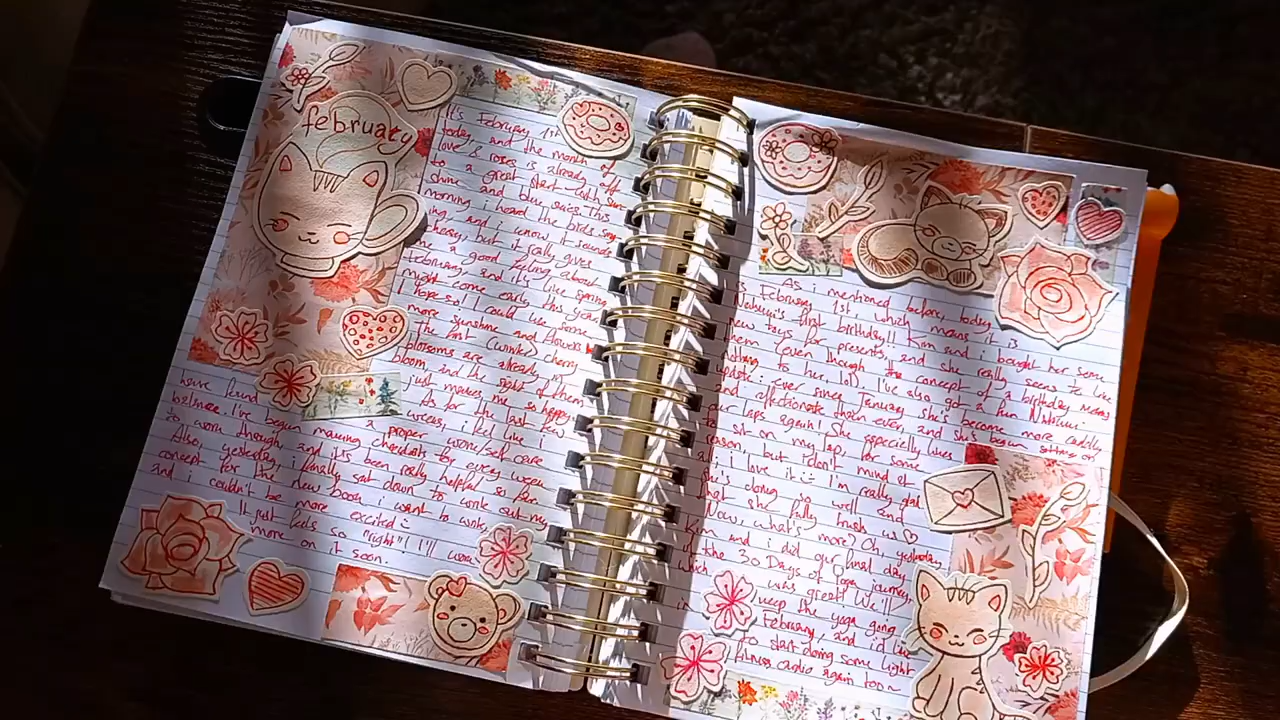 february
It's February 1st
today, and the month of
love & roses is already off
to a great start with sun-
shine and blue skies. This
morning i heard the birds sing-
ing, and i know it sounds
cheesy, but it really gives
me a good feeling about
February, and it's like spring
might come early this year.
I hope so! I could use some
more sunshine and flowers
The first (winter) cherry
blossoms are already in
bloom, and the sight of them
just makes me so happy.
As for the last few
weeks, i feel like i
have found a proper work/self care
balance. I've begun making checklists for every week
to work through, and it's been really helpful so far.
Also, yesterday, i finally sat down to work out my
concept for the new book i want to write,
and i couldn't be more excited :)
It just feels so "right"! I'll
more on it soon.
As i mentioned before, today
is February 1st, which means it is
Nahimi's first birthday!! Kim and i bought her some
new toys for presents, and she really seems to like
them (even though the concept of a birthday means
nothing to her, lol). I've also got a fun Nahimi-
update: ever since January she's become more cuddly
and affectionate than ever, and she's begun sitting on
our laps again! She especially likes
to sit on my lap, for some
reason, but i don't mind at
all, i love it :) I'm really glad
she's doing so well and
that she fully trusts us ♡
Now, what's more? Oh, yesterday,
Kim and i did our final day
of the 30 Days of Yoga journey,
which was great! We'll
keep the yoga going
in February, and i'd like
to start doing some light
fitness cardio again too~